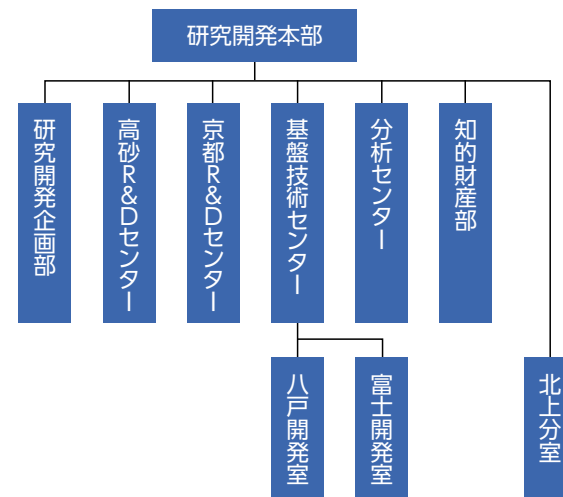 研究開発本部
研究開発企画部
高砂R&Dセンター
京都R&Dセンター
基盤技術センター
分析センター
知的財産部
八戸開発室
富士開発室
北上分室